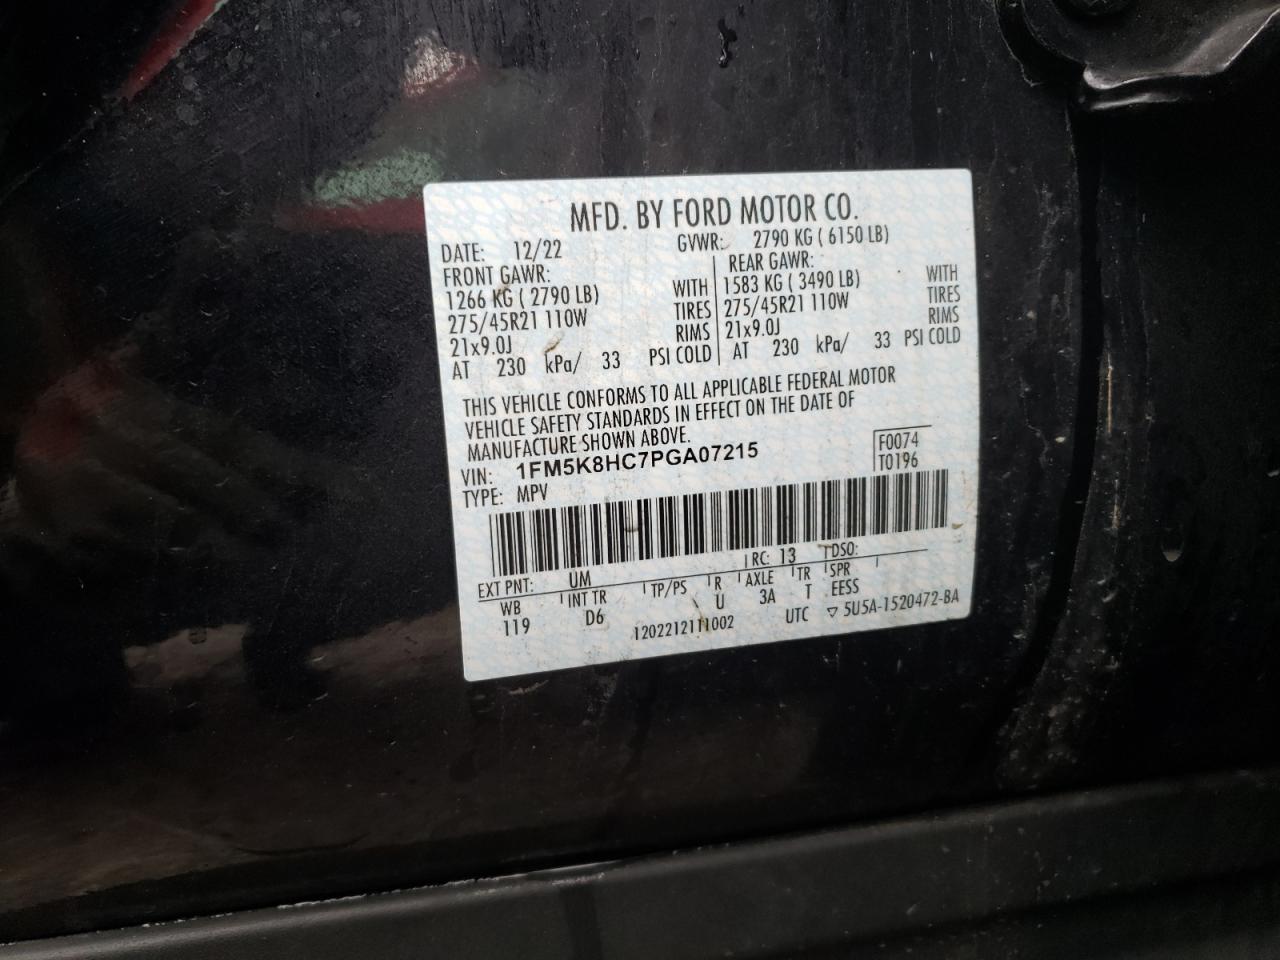 MFD. BY FORD MOTOR CO.
DATE: 12/22 GVWR: 2790 KG ( 6150 LB)
FRONT GAWR: REAR GAWR:
1266 KG ( 2790 LB) WITH 1583 KG ( 3490 LB) WITH
275/45R21 110W TIRES 275/45R21 110W TIRES
21x9.0J RIMS 21x9.0J RIMS
AT 230 kPa/ 33 PSI COLD AT 230 kPa/ 33 PSI COLD
THIS VEHICLE CONFORMS TO ALL APPLICABLE FEDERAL MOTOR
VEHICLE SAFETY STANDARDS IN EFFECT ON THE DATE OF
MANUFACTURE SHOWN ABOVE.
VIN: 1FM5K8HC7PGA07215 F0074
TYPE: MPV T0196
EXT PNT: UM RC: 13 DSO:
WB INT TR TP/PS R AXLE TR SPR
119 D6 U 3A T EESS
1202212111002 UTC ▽ 5U5A-1520472-BA